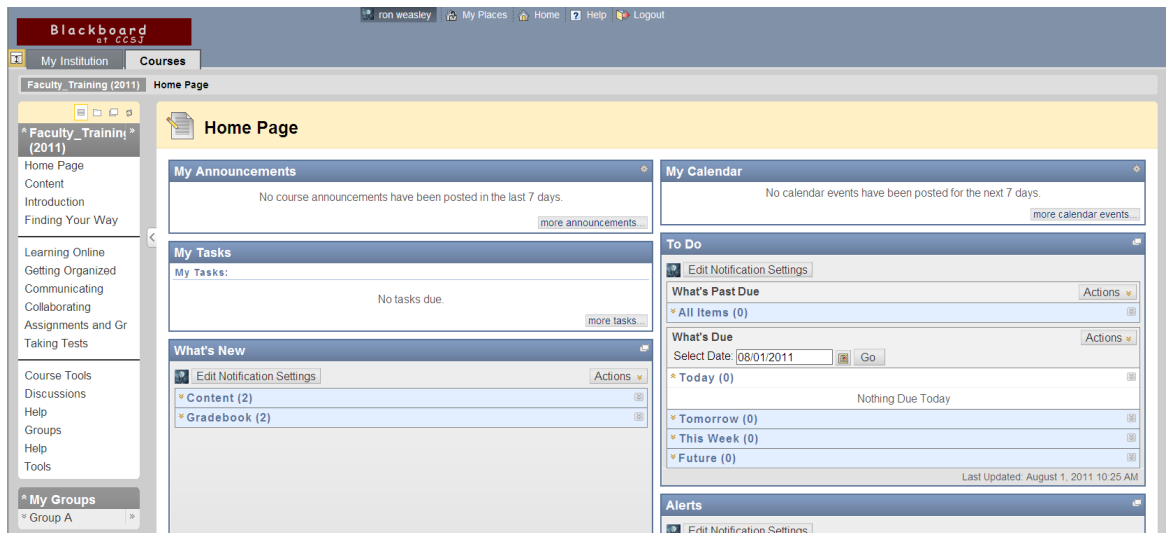 ron weasley My Places Home Help Logout
Blackboard
at CCSJ
My Institution Courses
Faculty_Training (2011) Home Page
Faculty_Training
(2011)
Home Page
Content
Introduction
Finding Your Way
Learning Online
Getting Organized
Communicating
Collaborating
Assignments and Gr
Taking Tests
Course Tools
Discussions
Help
Groups
Help
Tools
My Groups
Group A
Home Page
My Announcements
No course announcements have been posted in the last 7 days.
more announcements...
My Tasks
My Tasks:
No tasks due.
more tasks...
What's New
Edit Notification Settings Actions
Content (2)
Gradebook (2)
My Calendar
No calendar events have been posted for the next 7 days.
more calendar events...
To Do
Edit Notification Settings
What's Past Due Actions
All Items (0)
What's Due Actions
Select Date: 08/01/2011 Go
Today (0)
Nothing Due Today
Tomorrow (0)
This Week (0)
Future (0)
Last Updated: August 1, 2011 10:25 AM
Alerts
Edit Notification Settings